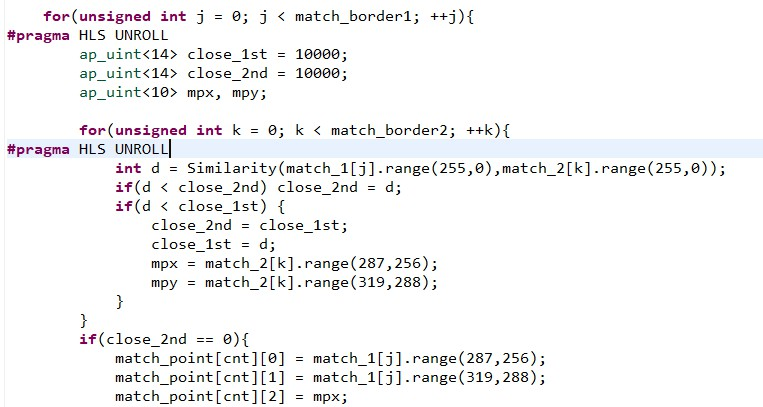 for(unsigned int j = 0; j < match_border1; ++j){
#pragma HLS UNROLL
ap_uint<14> close_1st = 10000;
ap_uint<14> close_2nd = 10000;
ap_uint<10> mpx, mpy;
for(unsigned int k = 0; k < match_border2; ++k){
#pragma HLS UNROLL
int d = Similarity(match_1[j].range(255,0),match_2[k].range(255,0));
if(d < close_2nd) close_2nd = d;
if(d < close_1st) {
close_2nd = close_1st;
close_1st = d;
mpx = match_2[k].range(287,256);
mpy = match_2[k].range(319,288);
}
}
if(close_2nd == 0){
match_point[cnt][0] = match_1[j].range(287,256);
match_point[cnt][1] = match_1[j].range(319,288);
match_point[cnt][2] = mpx;